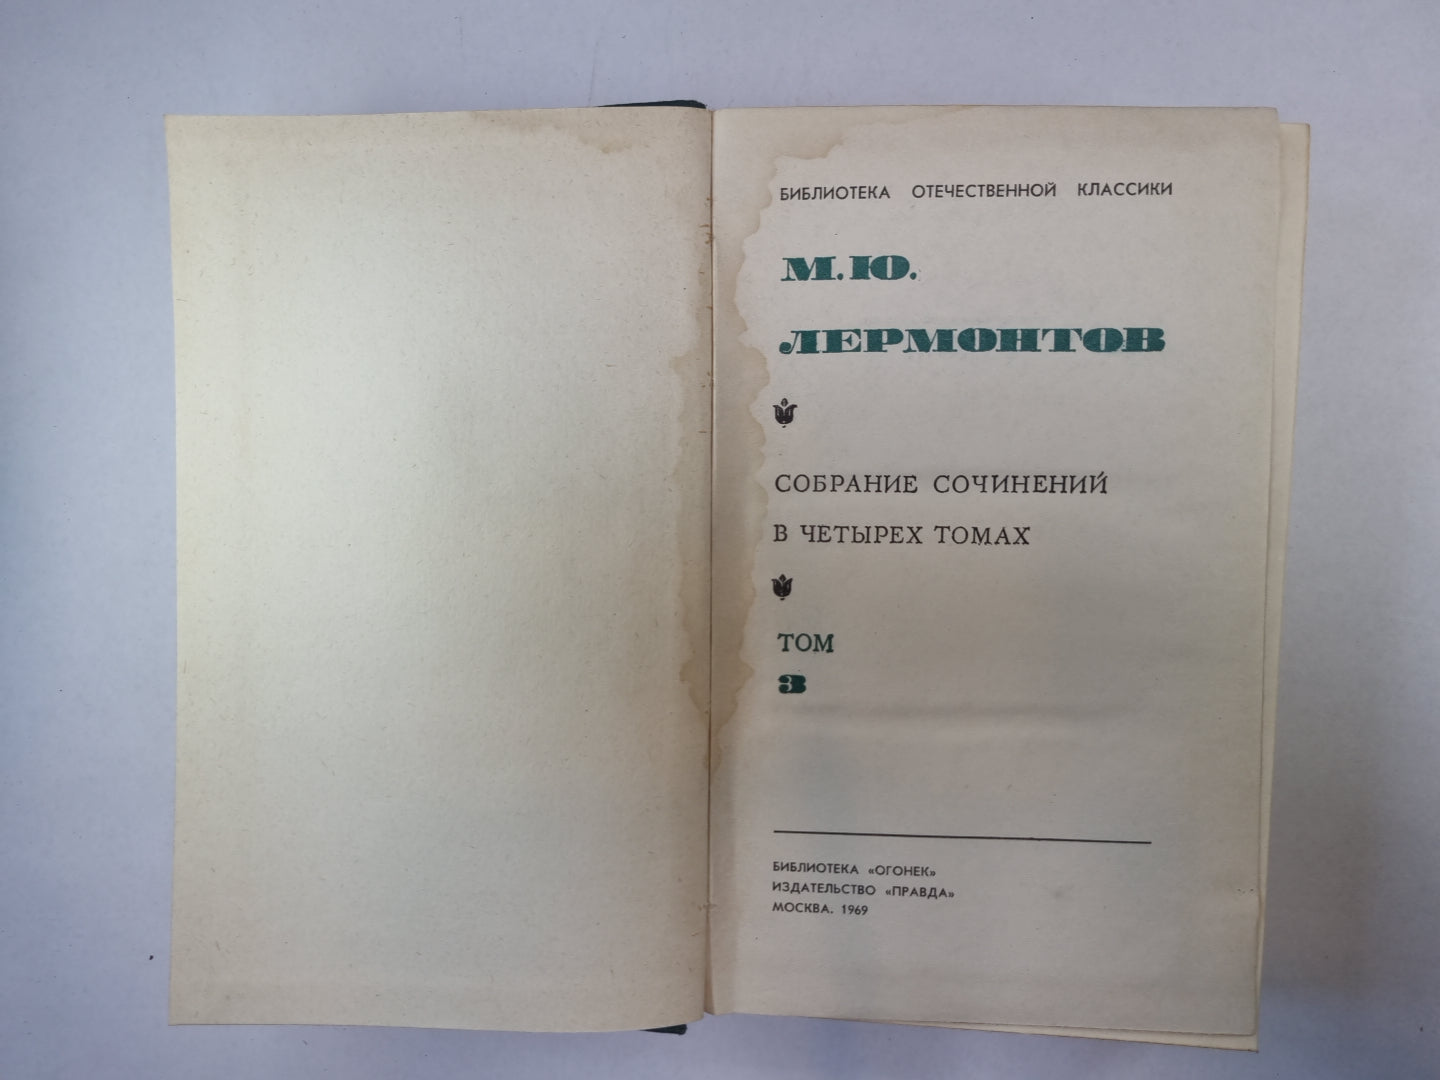 БИБЛИОТЕКА ОТЕЧЕСТВЕННОЙ КЛАССИКИ
М.Ю.
ЛЕРМОНТОВ
СОБРАНИЕ СОЧИНЕНИЙ
В ЧЕТЫРЕХ ТОМАХ
ТОМ
3
БИБЛИОТЕКА «ОГОНЕК»
ИЗДАТЕЛЬСТВО «ПРАВДА»
МОСКВА. 1969